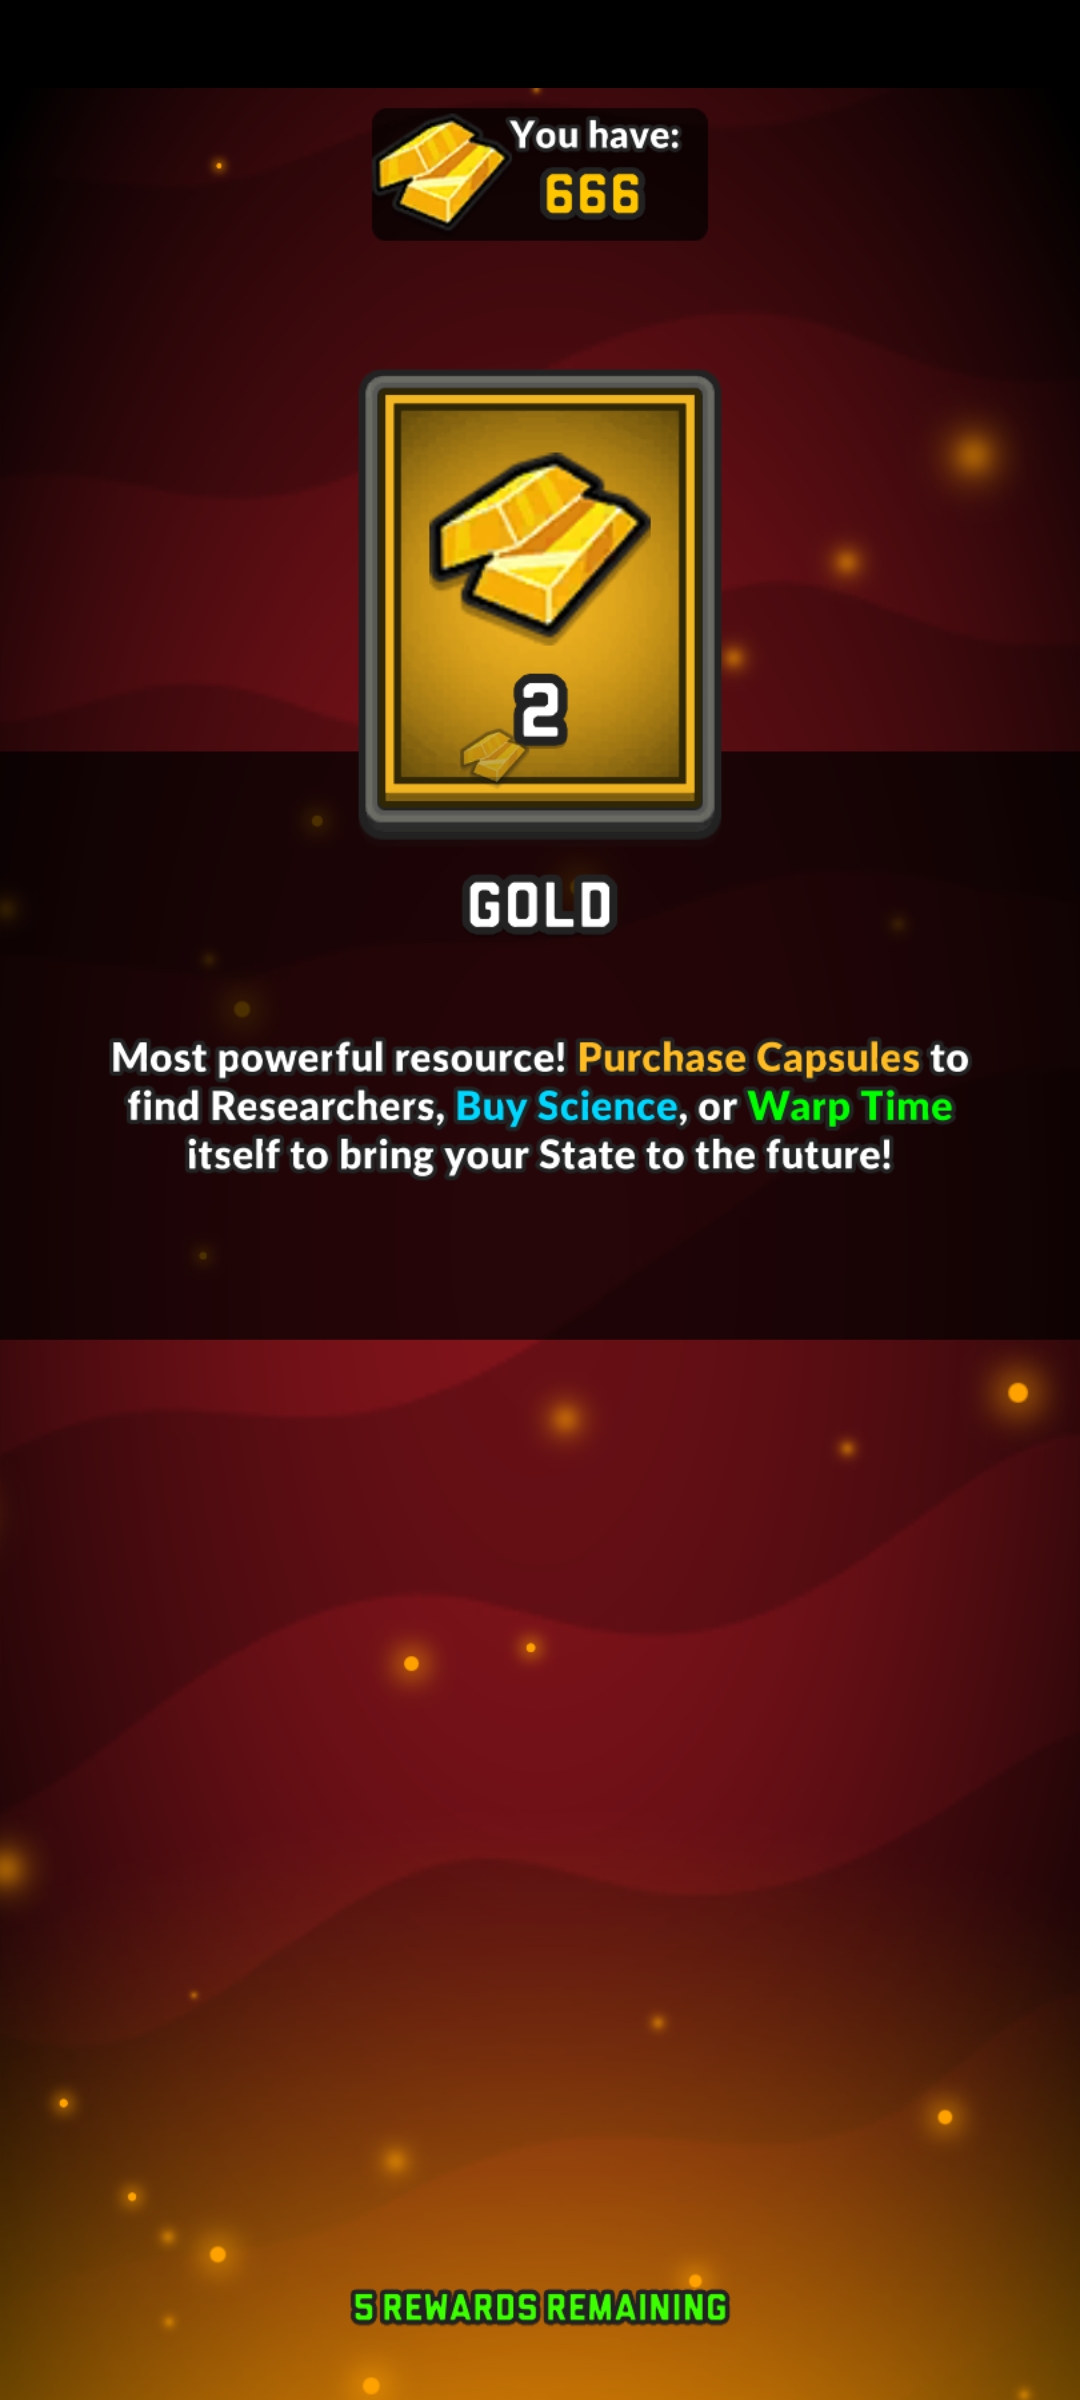 You have:
666
2
GOLD
Most powerful resource! Purchase Capsules to
find Researchers, Buy Science, or Warp Time
itself to bring your State to the future!
5 REWARDS REMAINING